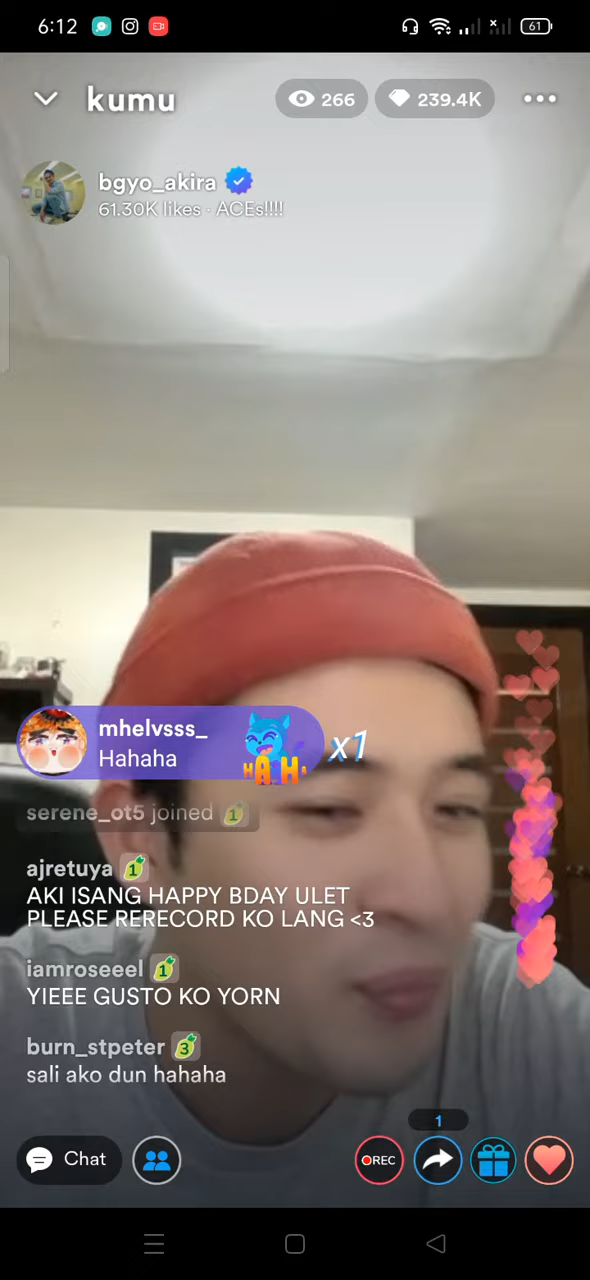 6:12
61
kumu
266
239.4K
bgyo_akira
61.30K likes · ACEs!!!!
mhelvsss_
Hahaha
HAHA
x1
serene_ot5 joined 1
ajretuya 1
AKI ISANG HAPPY BDAY ULET
PLEASE RERECORD KO LANG <3
iamroseeel 1
YIEEE GUSTO KO YORN
burn_stpeter 3
sali ako dun hahaha
1
Chat
REC